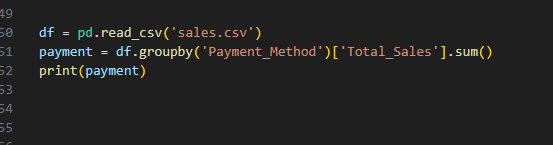 49
50 df = pd.read_csv('sales.csv')
51 payment = df.groupby('Payment_Method')['Total_Sales'].sum()
52 print(payment)
53
54
55